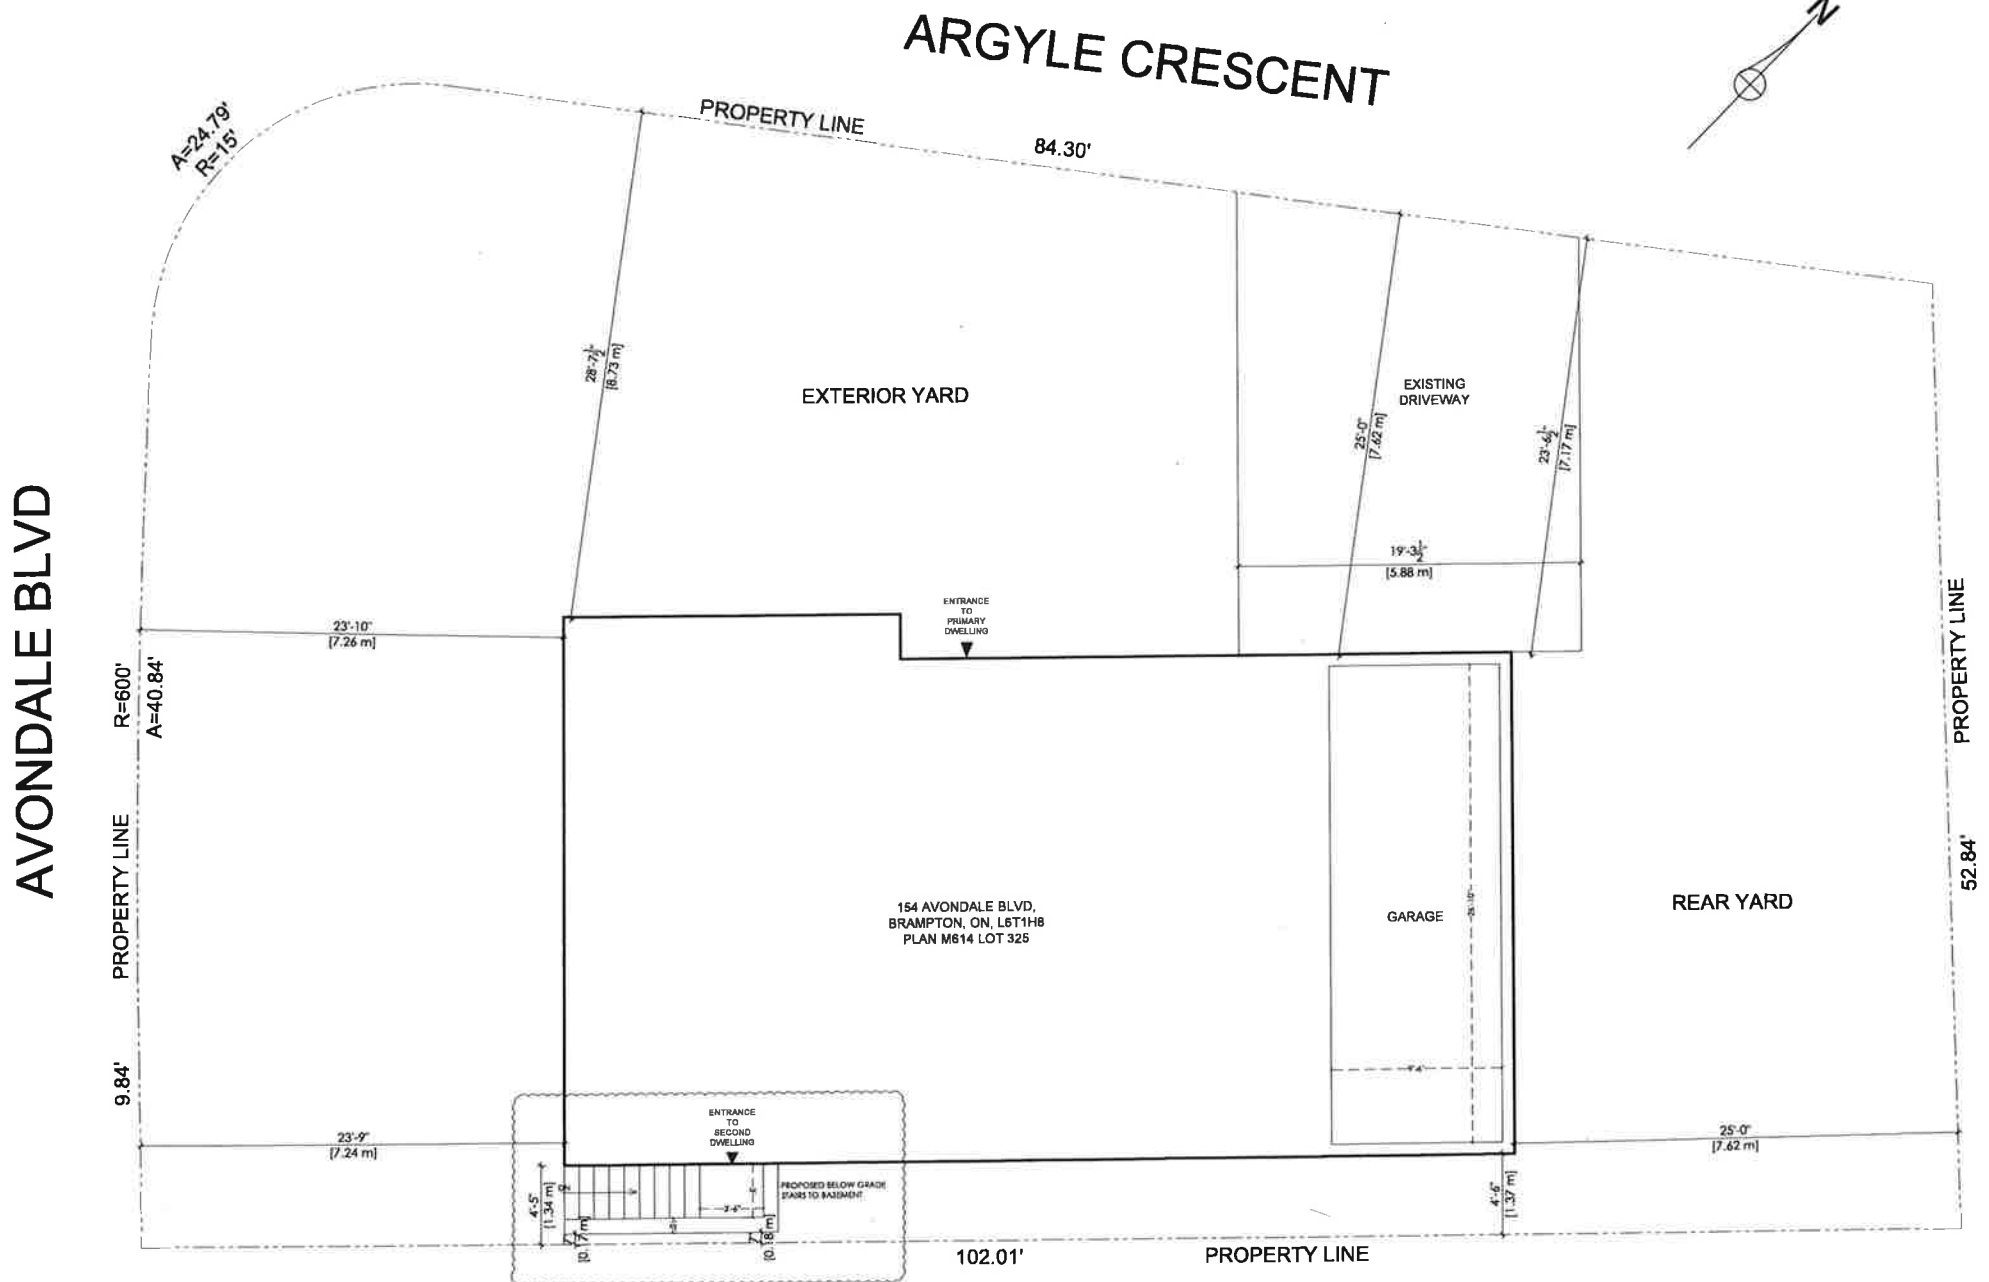 ARGYLE CRESCENT
N
A=24.79'
R=15'
PROPERTY LINE
84.30'
28'-7½"
[8.73 m]
EXTERIOR YARD
EXISTING
DRIVEWAY
25'-0"
[7.62 m]
23'-6½"
[7.17 m]
19'-3½"
[5.88 m]
AVONDALE BLVD
23'-10"
[7.26 m]
ENTRANCE
TO
PRIMARY
DWELLING
R=600'
A=40.84'
PROPERTY LINE
PROPERTY LINE
52.84'
154 AVONDALE BLVD,
BRAMPTON, ON, L6T1H8
PLAN M614 LOT 325
GARAGE
REAR YARD
9.84'
9'-4"
23'-9"
[7.24 m]
ENTRANCE
TO
SECOND
DWELLING
25'-0"
[7.62 m]
4'-5"
[1.34 m]
DN
3'-6"
PROPOSED BELOW GRADE
STAIRS TO BASEMENT
4'-6"
[1.37 m]
[0.17 m]
[0.18 m]
102.01'
PROPERTY LINE